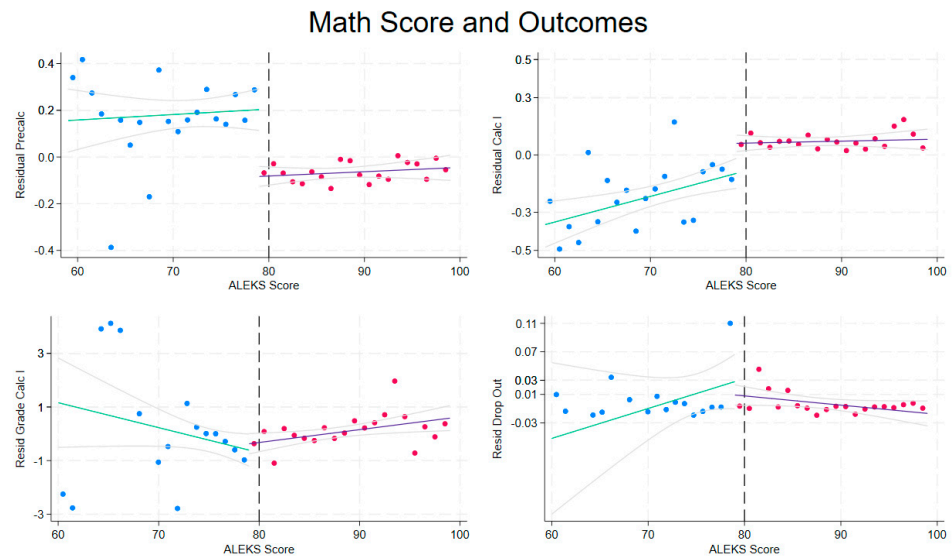 Math Score and Outcomes
Residual Precalc
0.4
0.2
0.0
-0.2
-0.4
60 70 80 90 100
ALEKS Score
Residual Calc I
0.5
0.3
0.0
-0.3
-0.5
60 70 80 90 100
ALEKS Score
Resid Grade Calc I
3
1
-1
-3
60 70 80 90 100
ALEKS Score
Resid Drop Out
0.11
0.07
0.03
0.01
-0.03
60 70 80 90 100
ALEKS Score